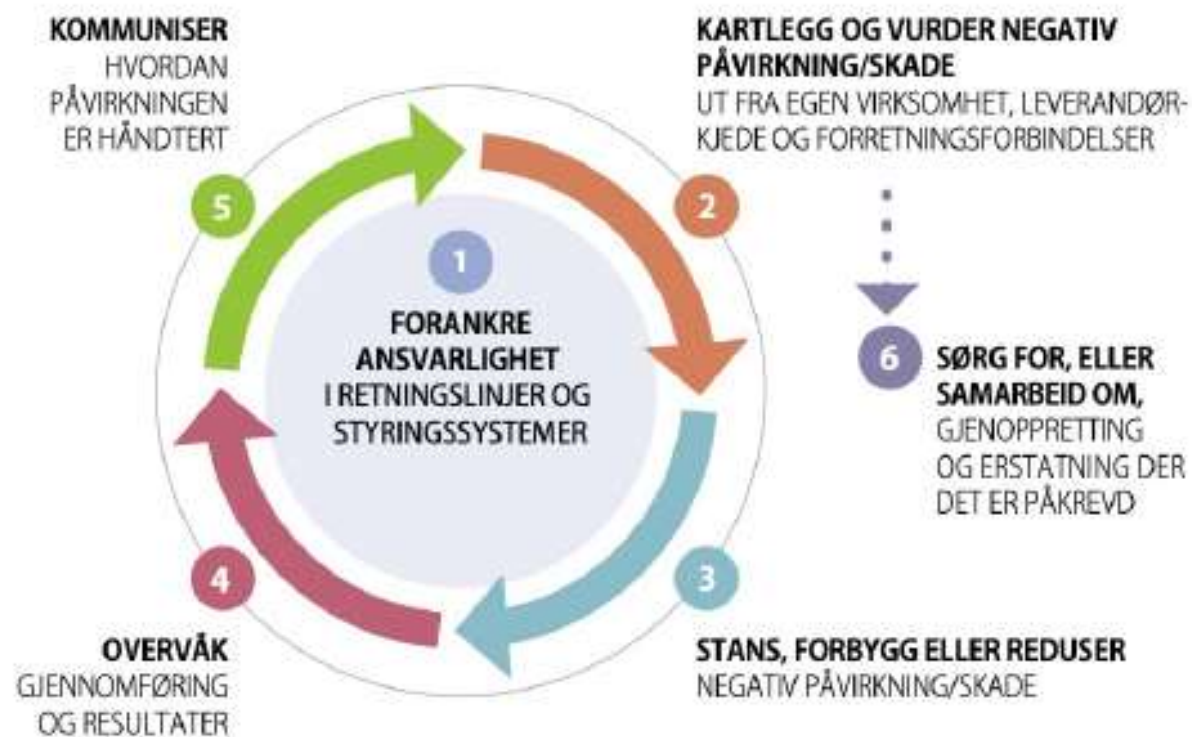 1
FORANKRE
ANSVARLIGHET
I RETNINGSLINJER OG
STYRINGSSYSTEMER
2
KARTLEGG OG VURDER NEGATIV
PÅVIRKNING/SKADE
UT FRA EGEN VIRKSOMHET, LEVERANDØR-
KJEDE OG FORRETNINGSFORBINDELSER
3
STANS, FORBYGG ELLER REDUSER
NEGATIV PÅVIRKNING/SKADE
4
OVERVÅK
GJENNOMFØRING
OG RESULTATER
5
KOMMUNISER
HVORDAN
PÅVIRKNINGEN
ER HÅNDTERT
6
SØRG FOR, ELLER
SAMARBEID OM,
GJENOPPRETTING
OG ERSTATNING DER
DET ER PÅKREVD